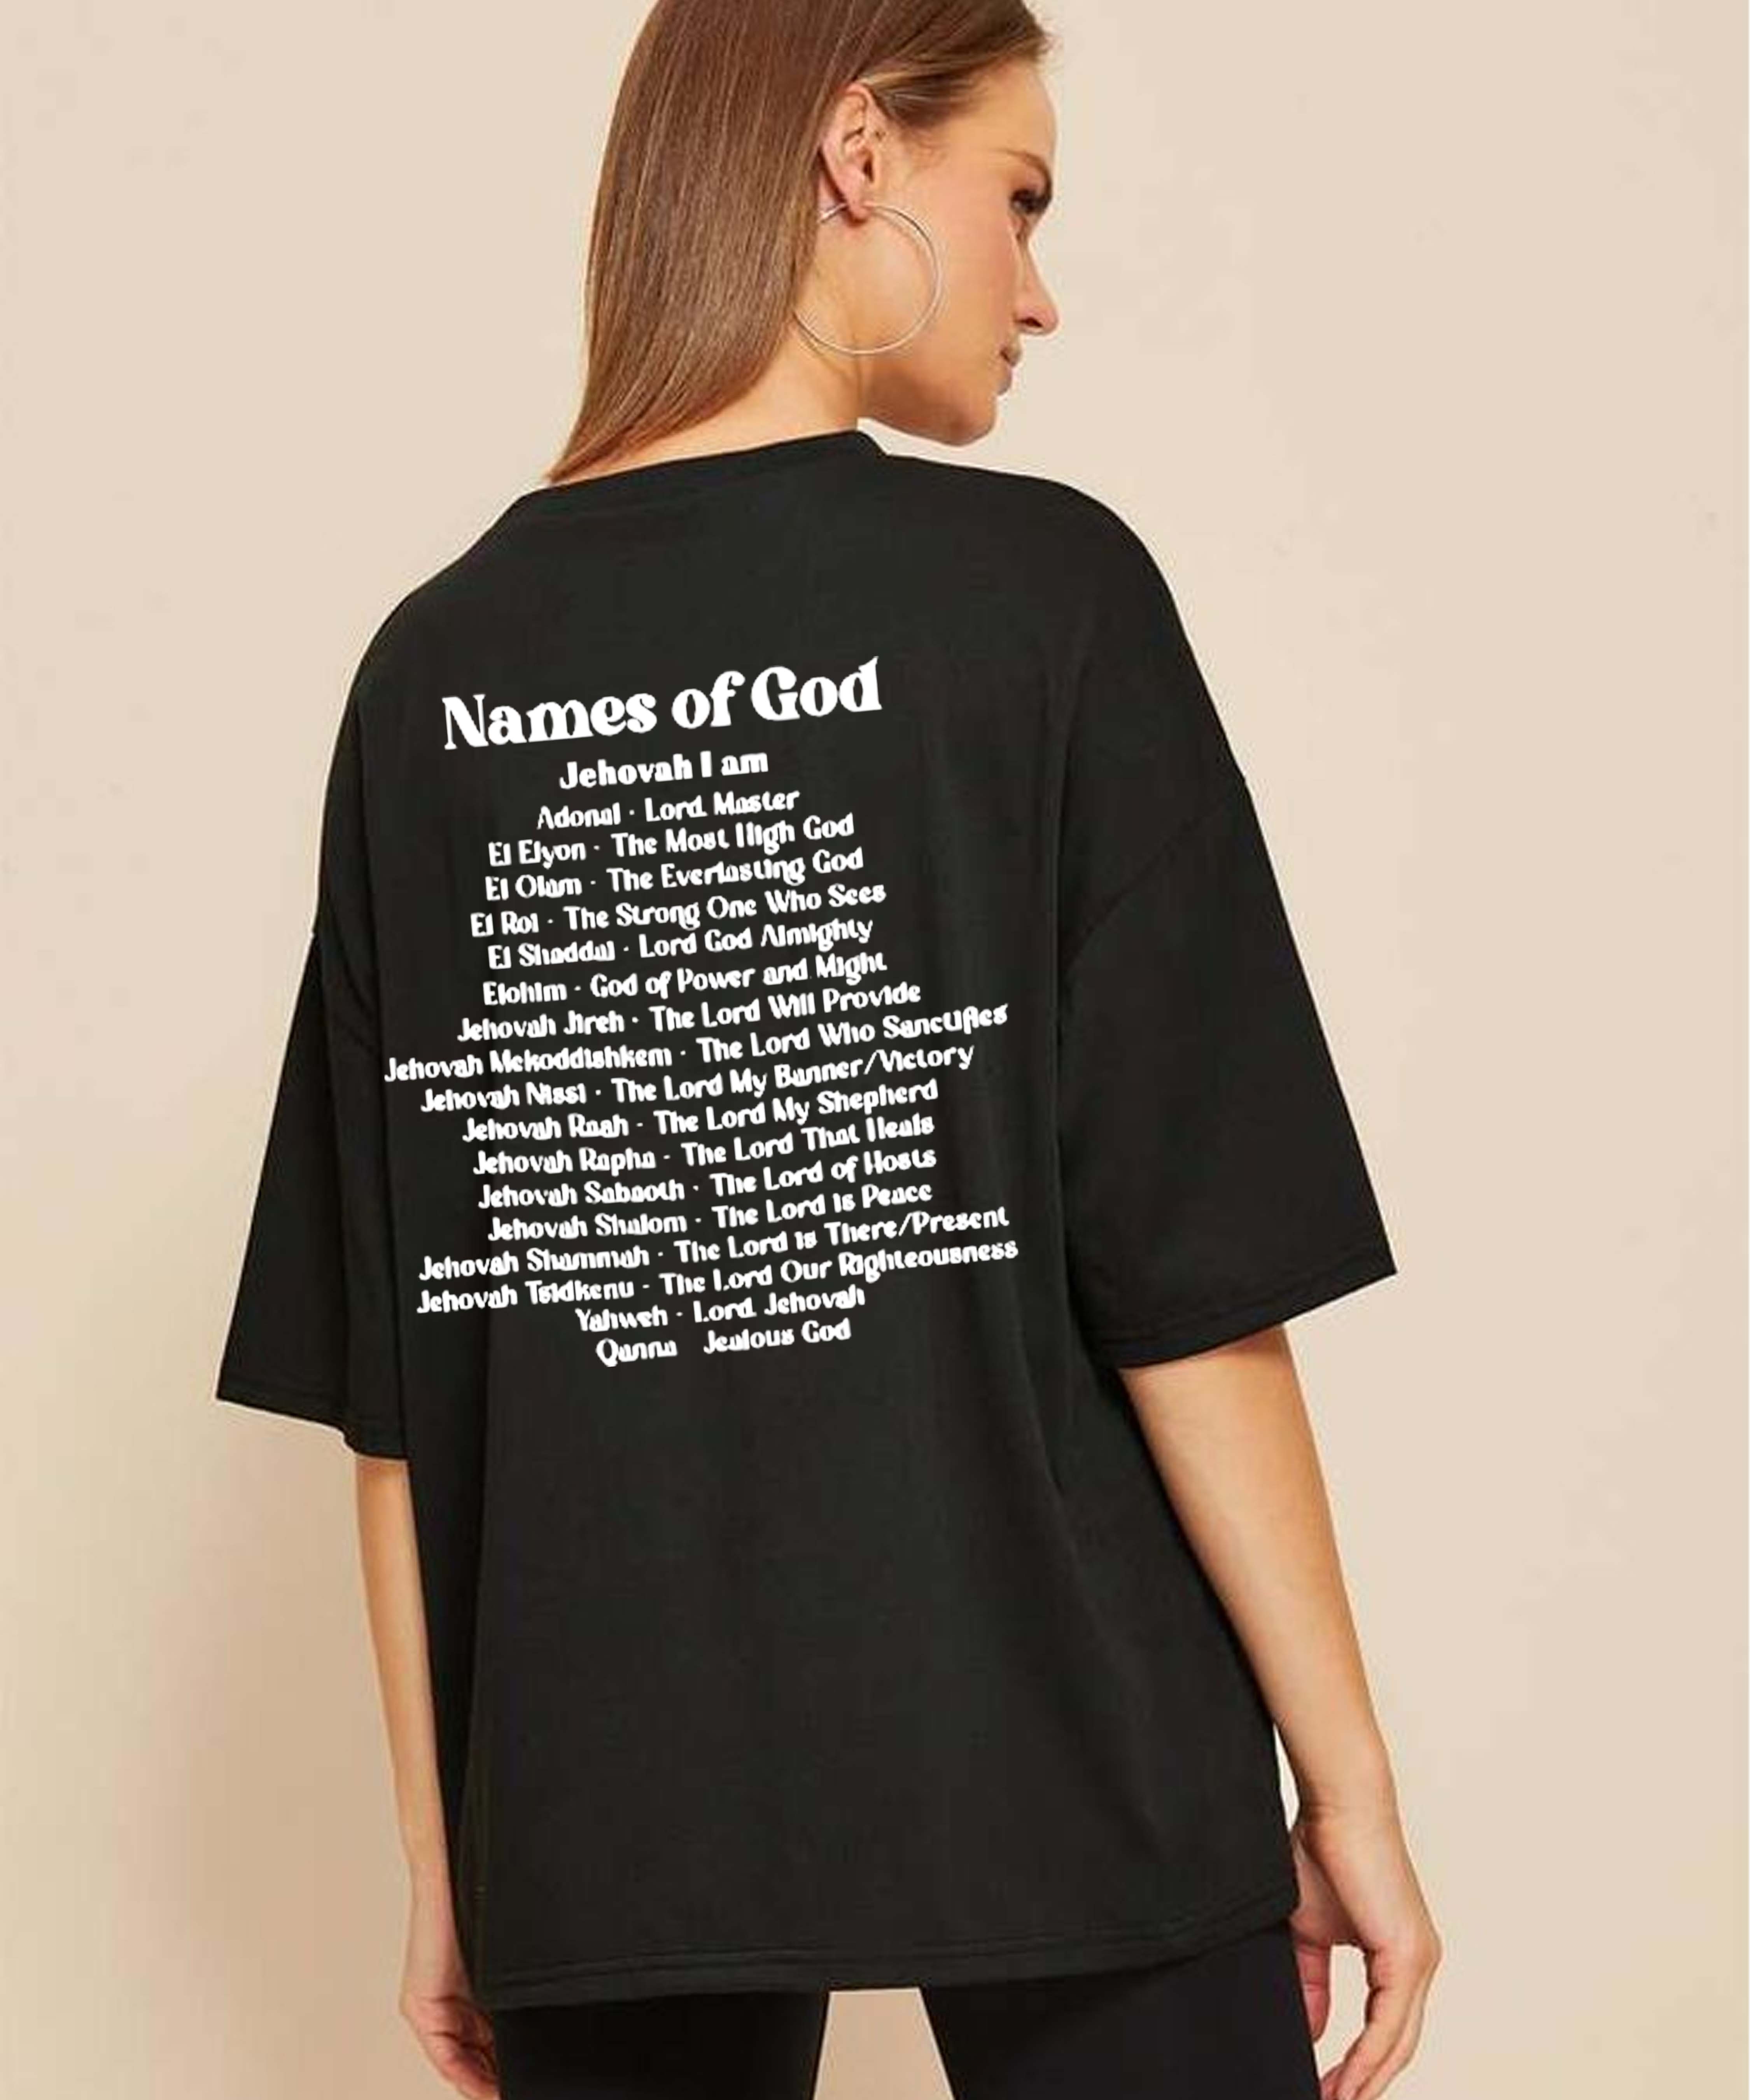 Names of God
Jehovah I am
Adonai · Lord Master
El Elyon · The Most High God
El Olam · The Everlasting God
El Roi · The Strong One Who Sees
El Shaddai · Lord God Almighty
Elohim · God of Power and Might
Jehovah Jireh · The Lord Will Provide
Jehovah Mekoddishkem · The Lord Who Sanctifies
Jehovah Nissi · The Lord My Banner/Victory
Jehovah Raah · The Lord My Shepherd
Jehovah Rapha · The Lord That Heals
Jehovah Sabaoth · The Lord of Hosts
Jehovah Shalom · The Lord is Peace
Jehovah Shammah · The Lord is There/Present
Jehovah Tsidkenu - The Lord Our Righteousness
Yahweh · Lord Jehovah
Qanna Jealous God